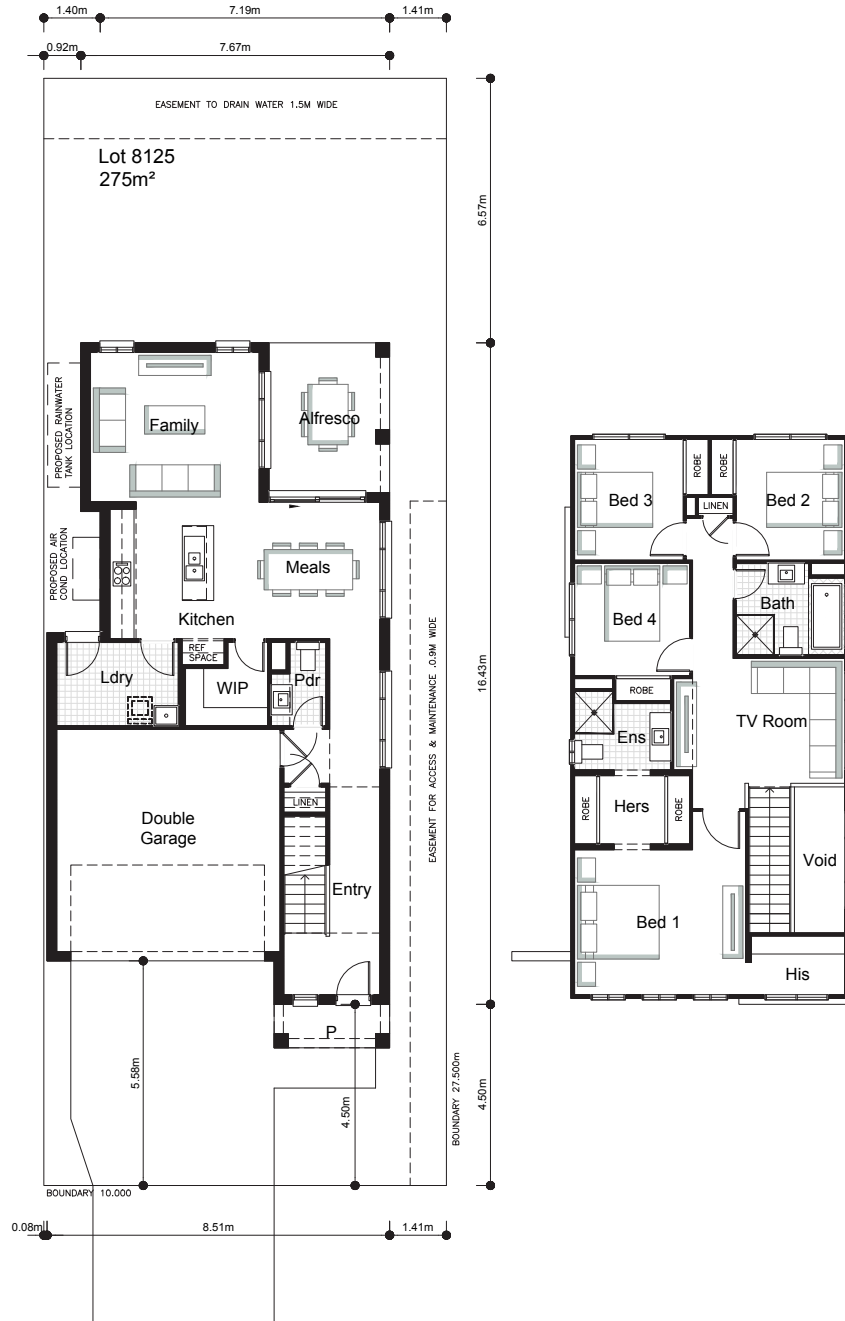 1.40m
7.19m
1.41m
0.92m
7.67m
EASEMENT TO DRAIN WATER 1.5M WIDE
Lot 8125
275m²
6.57m
PROPOSED RAINWATER
TANK LOCATION
Family
Alfresco
PROPOSED AIR
COND LOCATION
Kitchen
Meals
REF
SPACE
Ldry
WIP
Pdr
16.43m
EASEMENT FOR ACCESS & MAINTENANCE .0.9M WIDE
LINEN
Double
Garage
Entry
P
5.58m
4.50m
BOUNDARY 27.500m
4.50m
BOUNDARY 10.000
0.08m
8.51m
1.41m
Bed 3
ROBE
ROBE
Bed 2
LINEN
Bed 4
Bath
ROBE
Ens
TV Room
ROBE
Hers
ROBE
Void
Bed 1
His